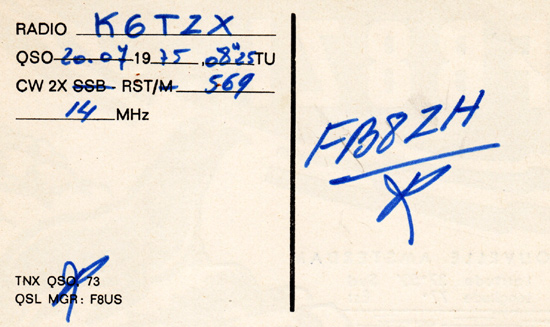 RADIO K6TZX
QSO 20.07 1975, 08H25 TU
CW 2X SSB RST/M 569
14 MHz
FB8ZH
TNX QSO. 73
QSL MGR: F8US